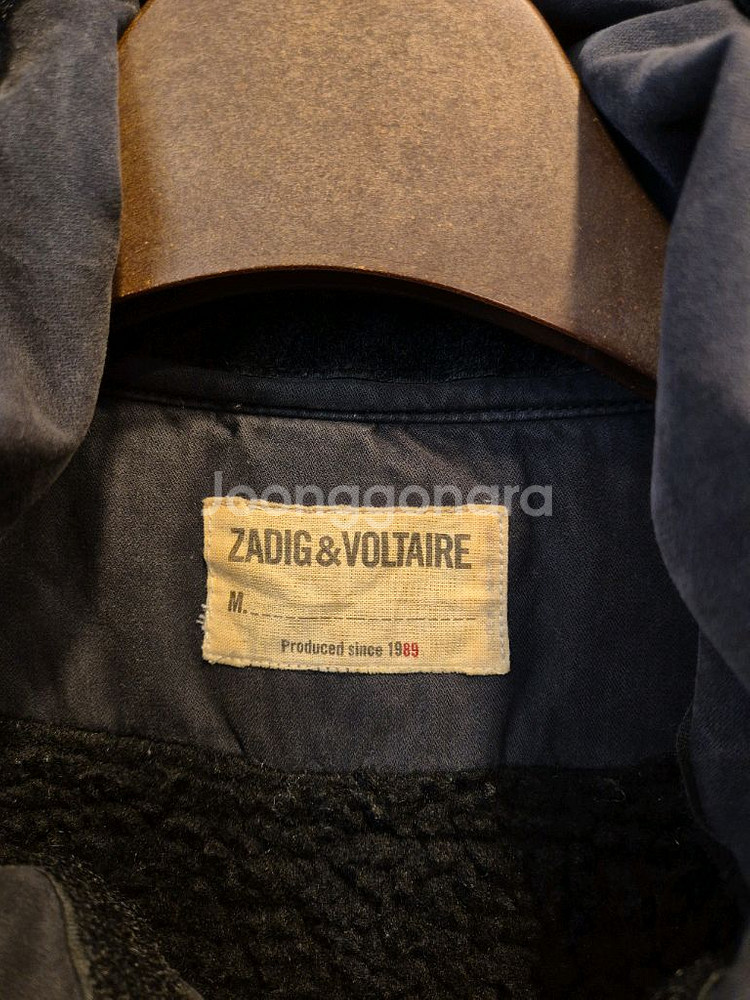 Joonggonara
ZADIG&VOLTAIRE
M.
Produced since 1989